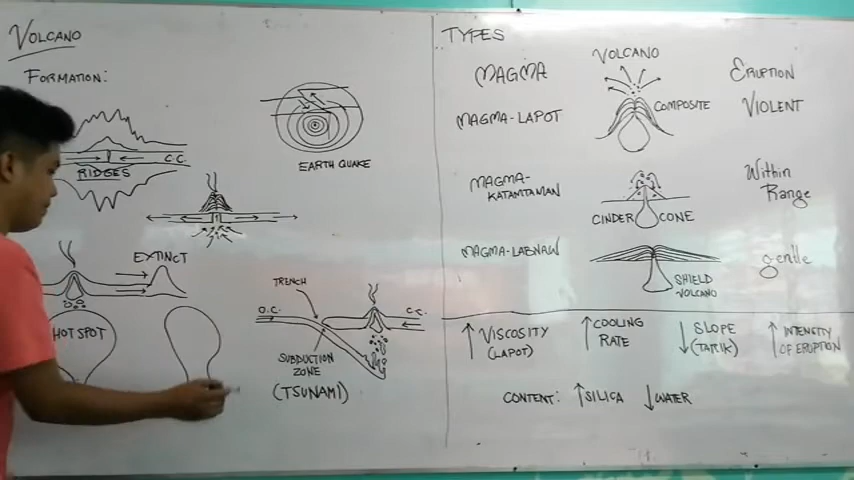 VOLCANO
FORMATION:
C.C.
RIDGES
EARTH QUAKE
EXTINCT
HOT SPOT
TRENCH
O.C.
C.C.
SUBDUCTION
ZONE
(TSUNAMI)
TYPES
MAGMA
VOLCANO
ERUPTION
MAGMA-LAPOT
COMPOSITE
VIOLENT
MAGMA-
KATAMTAMAN
CINDER CONE
Within
Range
MAGMA-LABNAW
SHIELD
VOLCANO
gentle
↑ VISCOSITY
(LAPOT)
↑ COOLING
RATE
↓ SLOPE
(TARIK)
↑ INTENSITY
OF ERUPTION
CONTENT: ↑ SILICA ↓ WATER